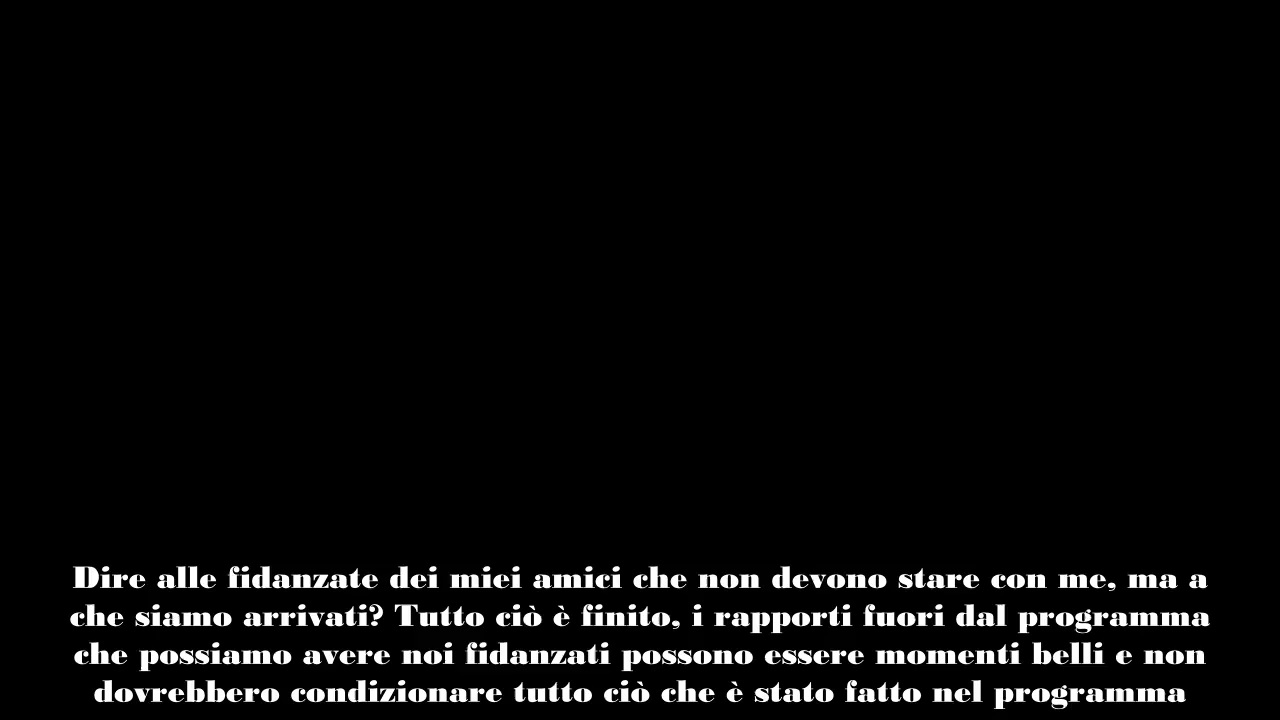 Dire alle fidanzate dei miei amici che non devono stare con me, ma a
che siamo arrivati? Tutto ciò è finito, i rapporti fuori dal programma
che possiamo avere noi fidanzati possono essere momenti belli e non
dovrebbero condizionare tutto ciò che è stato fatto nel programma